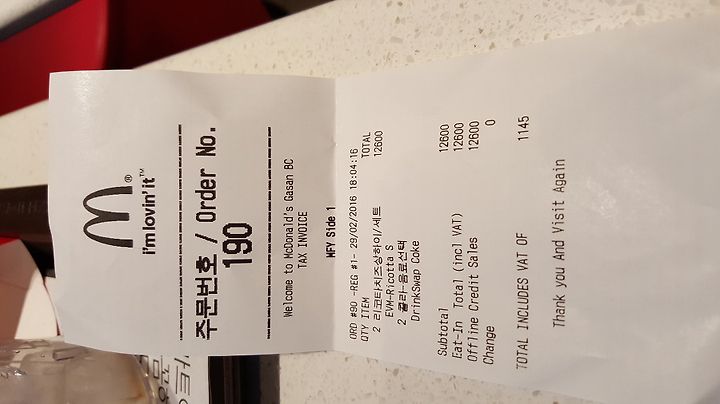 M®
i'm lovin' it™
주문번호 / Order No.
190
Welcome to McDonald's Gasan BC
TAX INVOICE
MFY Side 1
ORD #90 -REG #1- 29/02/2016 18:04:16
QTY ITEM TOTAL
2 리코타치즈상하이/세트 12600
EVM-Ricotta S
2 콜라-음료선택
DrinkSwap Coke
Subtotal 12600
Eat-In Total (incl VAT) 12600
Offline Credit Sales 12600
Change 0
TOTAL INCLUDES VAT OF 1145
Thank you And Visit Again